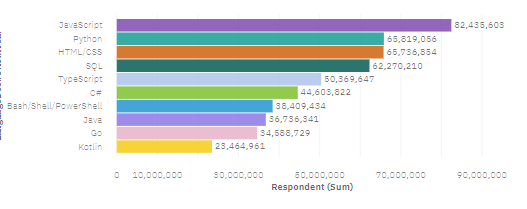 JavaScript 82,435,603
Python 65,819,056
HTML/CSS 65,736,854
SQL 62,270,210
TypeScript 50,369,647
C# 44,603,822
Bash/Shell/PowerShell 38,409,434
Java 36,736,341
Go 34,588,729
Kotlin 23,464,961
0 10,000,000 30,000,000 50,000,000 70,000,000 90,000,000
Respondent (Sum)